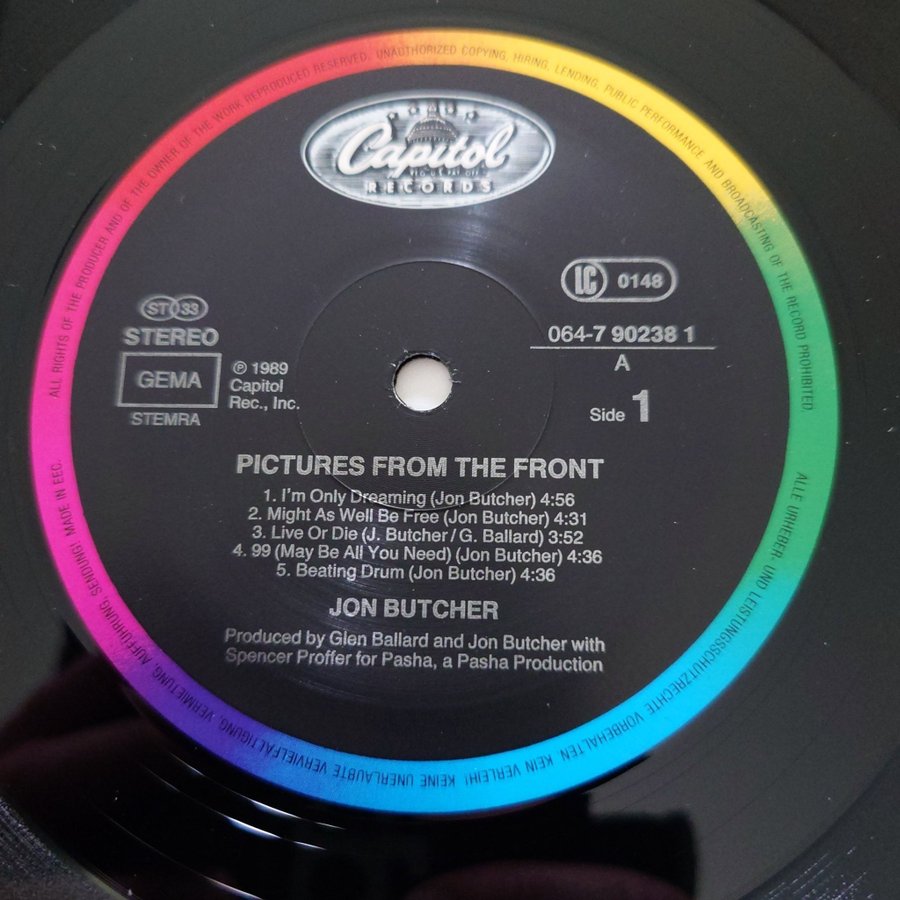 ALL RIGHTS OF THE PRODUCER AND OF THE OWNER OF THE WORK REPRODUCED RESERVED. UNAUTHORIZED COPYING, HIRING, LENDING, PUBLIC PERFORMANCE AND BROADCASTING OF THE RECORD PROHIBITED.
Capitol
RECORDS
LC 0148
064-7 90238 1
A
Side 1
ST 33
STEREO
GEMA
STEMRA
℗ 1989
Capitol
Rec., Inc.
PICTURES FROM THE FRONT
1. I'm Only Dreaming (Jon Butcher) 4:56
2. Might As Well Be Free (Jon Butcher) 4:31
3. Live Or Die (J. Butcher / G. Ballard) 3:52
4. 99 (May Be All You Need) (Jon Butcher) 4:36
5. Beating Drum (Jon Butcher) 4:36
JON BUTCHER
Produced by Glen Ballard and Jon Butcher with
Spencer Proffer for Pasha, a Pasha Production
ALLE URHEBER- UND LEISTUNGSSCHUTZRECHTE VORBEHALTEN. KEIN VERLEIH! KEINE UNERLAUBTE VERVIELFÄLTIGUNG, VERMIETUNG, AUFFÜHRUNG, SENDUNG! MADE IN EEC.